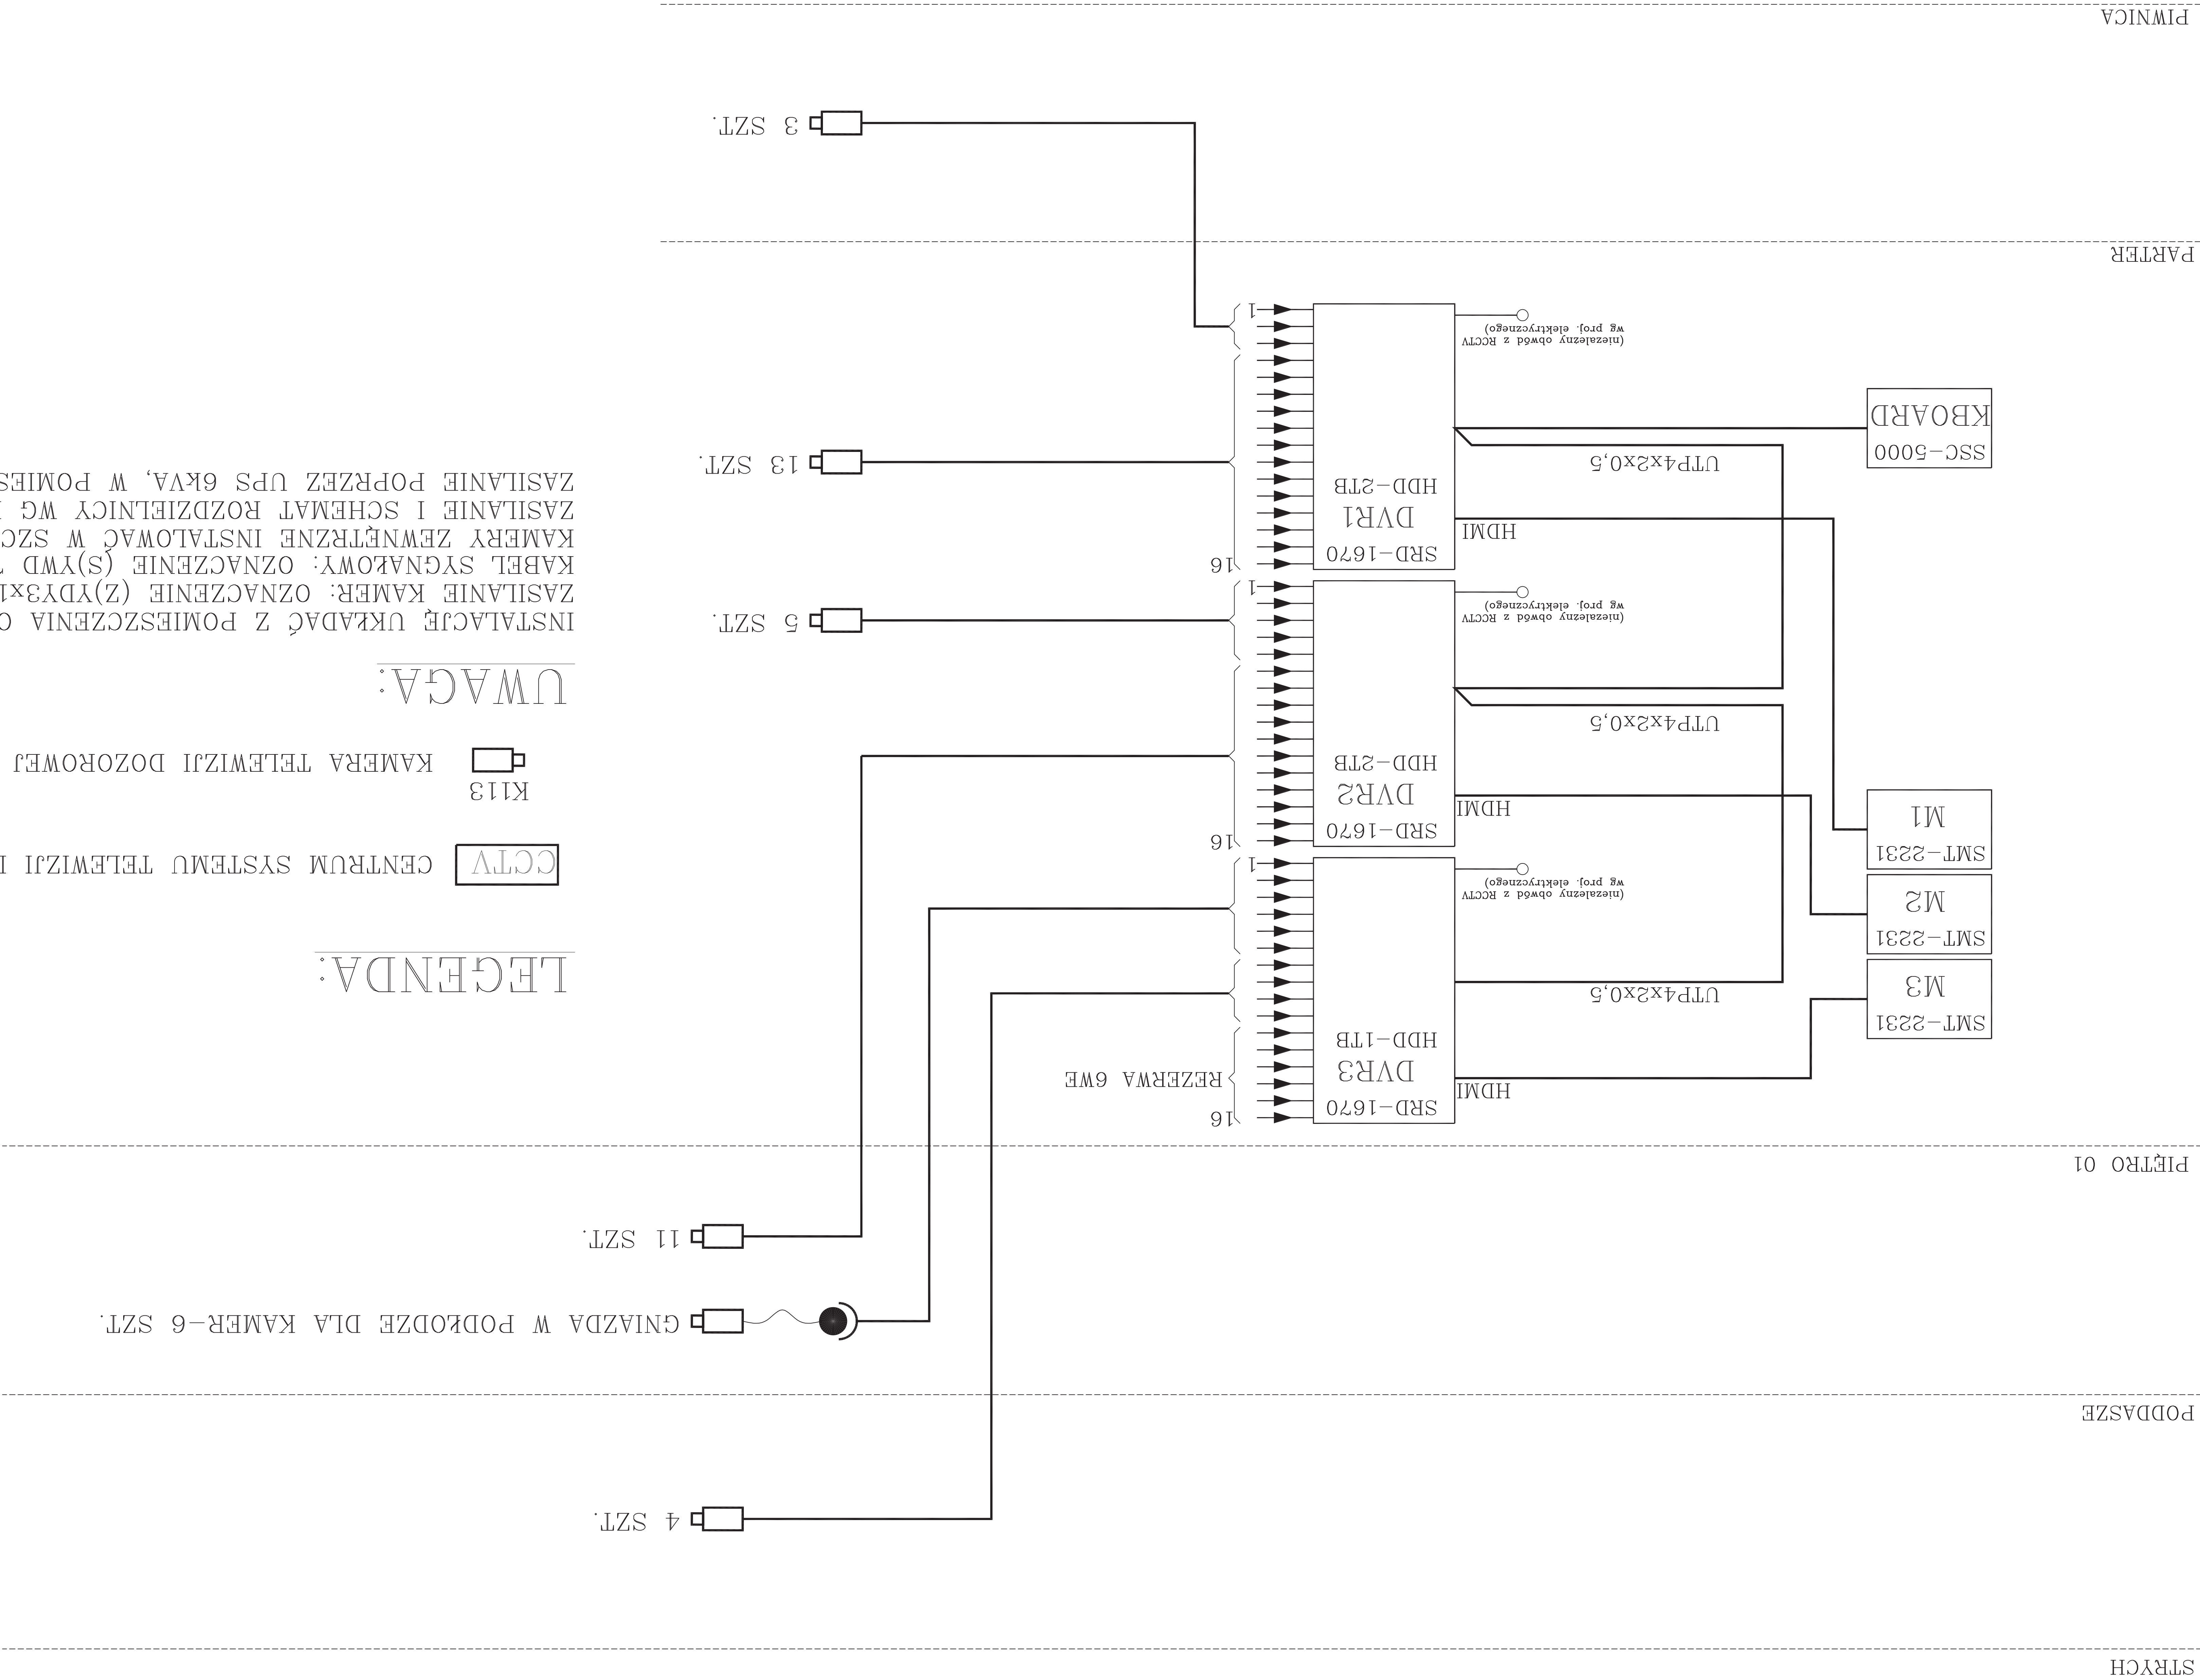 STRYCH
4 SZT.
PODDASZE
GNIAZDA W PODŁODZE DLA KAMER-6 SZT.
11 SZT.
PIĘTRO 01
SRD-1670
DVR3
HDD-1TB
HDMI
16
REZERWA 6WE
1
UTP4x2x0,5
(niezależny obwód z RCCTV
wg proj. elektrycznego)
SMT-2231
M3
SMT-2231
M2
SMT-2231
M1
SRD-1670
DVR2
HDD-2TB
HDMI
16
1
UTP4x2x0,5
(niezależny obwód z RCCTV
wg proj. elektrycznego)
5 SZT.
SRD-1670
DVR1
HDD-2TB
HDMI
16
1
UTP4x2x0,5
(niezależny obwód z RCCTV
wg proj. elektrycznego)
SSC-5000
KBOARD
13 SZT.
PARTER
3 SZT.
PIWNICA
LEGENDA:
CCTV CENTRUM SYSTEMU TELEWIZJI
K113
KAMERA TELEWIZJI DOZOROWEJ
UWAGA:
INSTALACJĘ UKŁADAĆ Z POMIESZCZENIA C
ZASILANIE KAMER: OZNACZENIE (Z)YDY3x1
KABEL SYGNAŁOWY: OZNACZENIE (S)YWD
KAMERY ZEWNĘTRZNE INSTALOWAĆ W SZC
ZASILANIE I SCHEMAT ROZDZIELNICY WG
ZASILANIE POPRZEZ UPS 6kVA, W POMIES